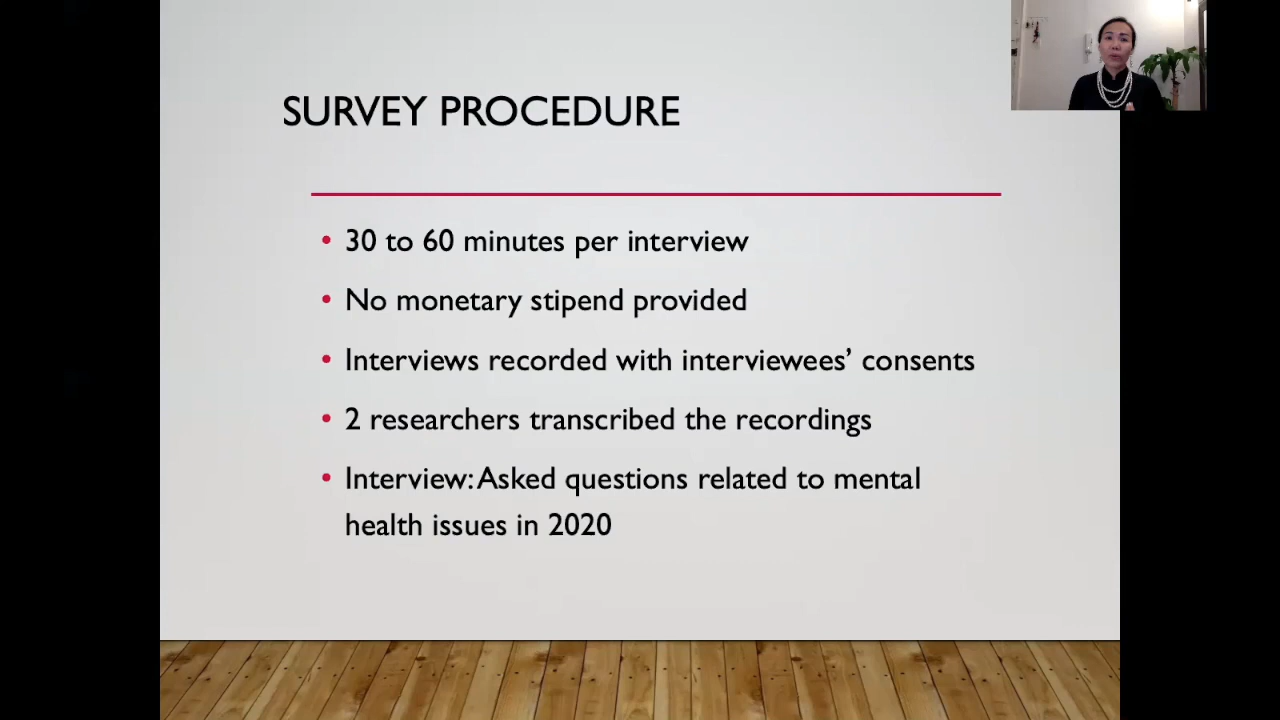 SURVEY PROCEDURE
• 30 to 60 minutes per interview
• No monetary stipend provided
• Interviews recorded with interviewees’ consents
• 2 researchers transcribed the recordings
• Interview: Asked questions related to mental
health issues in 2020